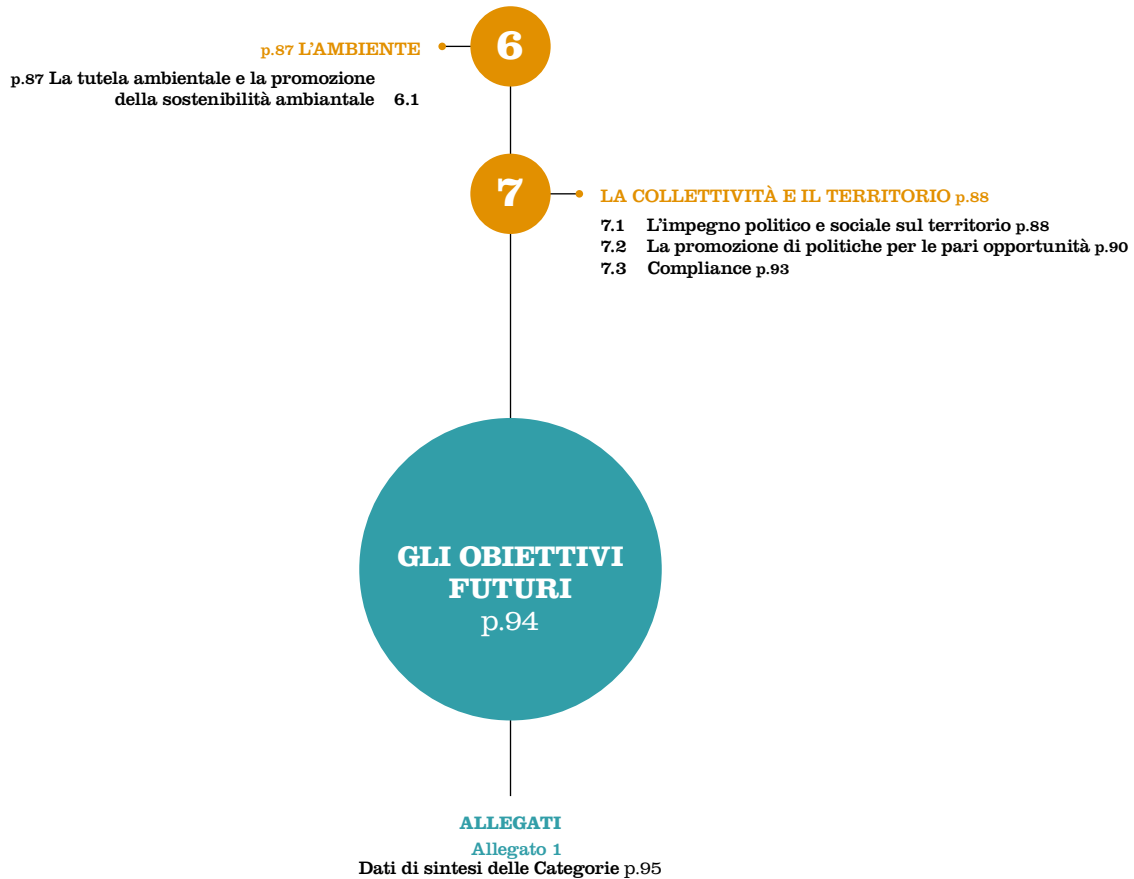 6
p.87 L'AMBIENTE
p.87 La tutela ambientale e la promozione
della sostenibilità ambiantale 6.1
7
LA COLLETTIVITÀ E IL TERRITORIO p.88
7.1 L'impegno politico e sociale sul territorio p.88
7.2 La promozione di politiche per le pari opportunità p.90
7.3 Compliance p.93
GLI OBIETTIVI
FUTURI
p.94
ALLEGATI
Allegato 1
Dati di sintesi delle Categorie p.95